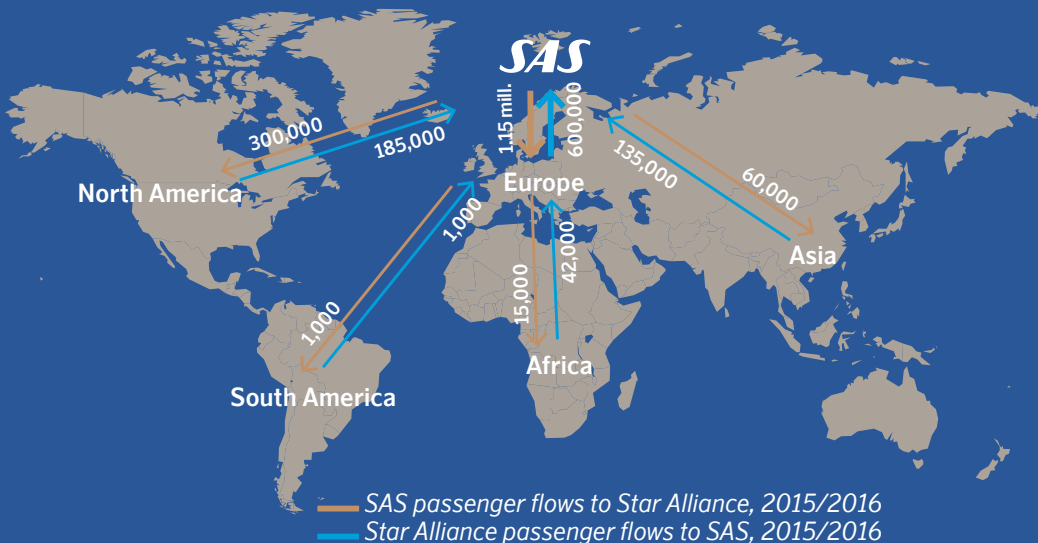 SAS
1.15 mill.
600,000
300,000
185,000
135,000
60,000
North America
Europe
1,000
42,000
Asia
15,000
1,000
Africa
South America
SAS passenger flows to Star Alliance, 2015/2016
Star Alliance passenger flows to SAS, 2015/2016